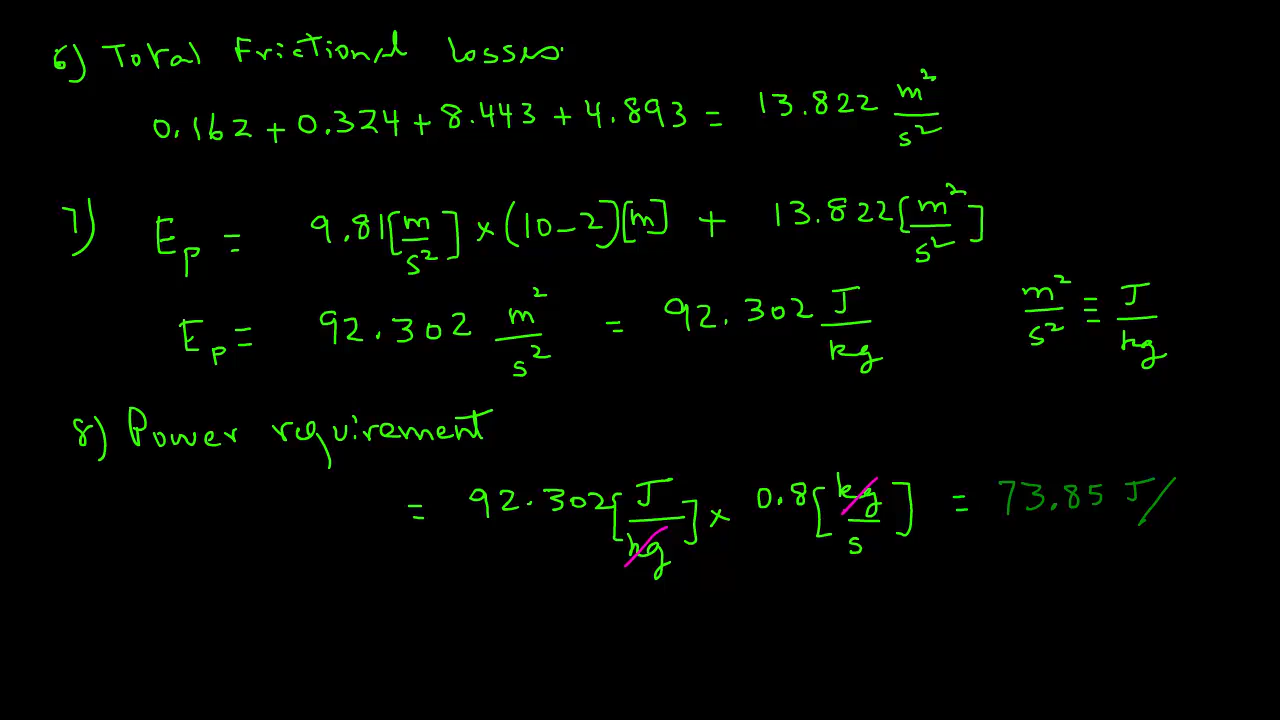 6) Total Frictional Losses
0.162 + 0.324 + 8.443 + 4.893 = 13.822 m²/s²
7) Ep = 9.81 [m/s²] × (10-2)[m] + 13.822 [m²/s²]
Ep = 92.302 m²/s² = 92.302 J/kg m²/s² ≡ J/kg
8) Power requirement
= 92.302 [J/kg] × 0.8 [kg/s] = 73.85 J/